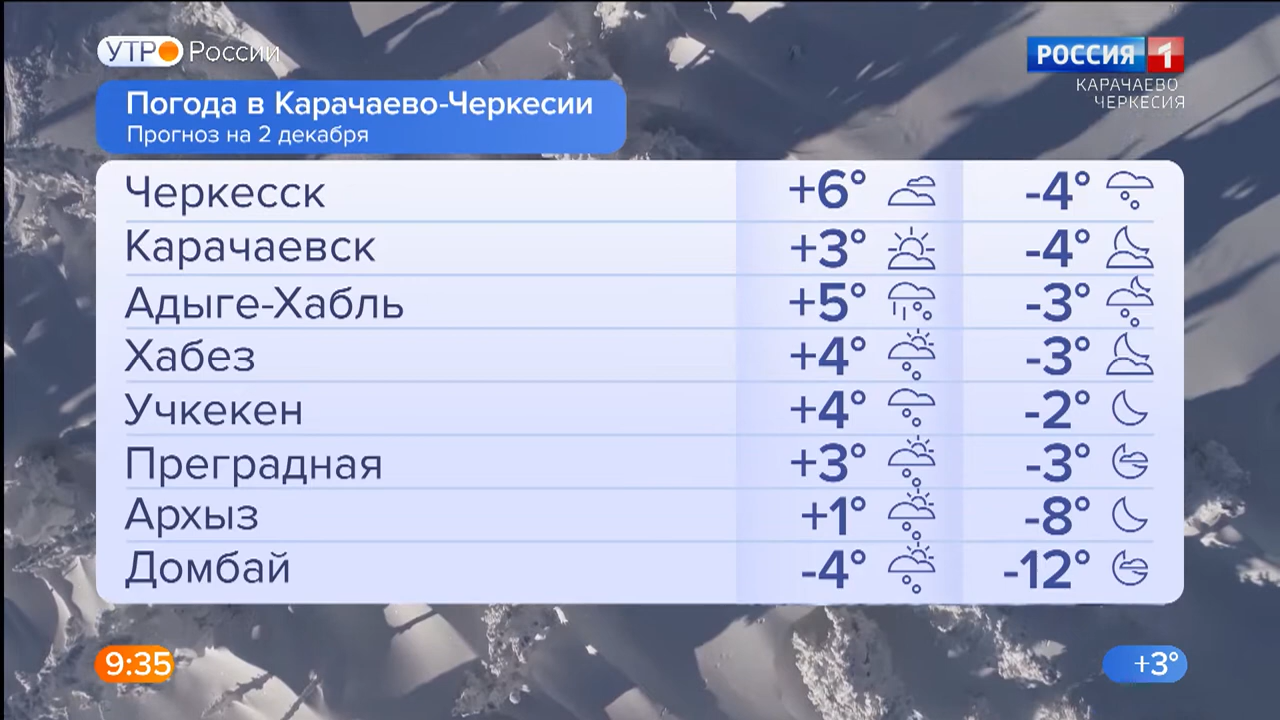 УТРО России
РОССИЯ 1
КАРАЧАЕВО
ЧЕРКЕСИЯ
Погода в Карачаево-Черкесии
Прогноз на 2 декабря
Черкесск +6° -4°
Карачаевск +3° -4°
Адыге-Хабль +5° -3°
Хабез +4° -3°
Учкекен +4° -2°
Преградная +3° -3°
Архыз +1° -8°
Домбай -4° -12°
9:35 +3°